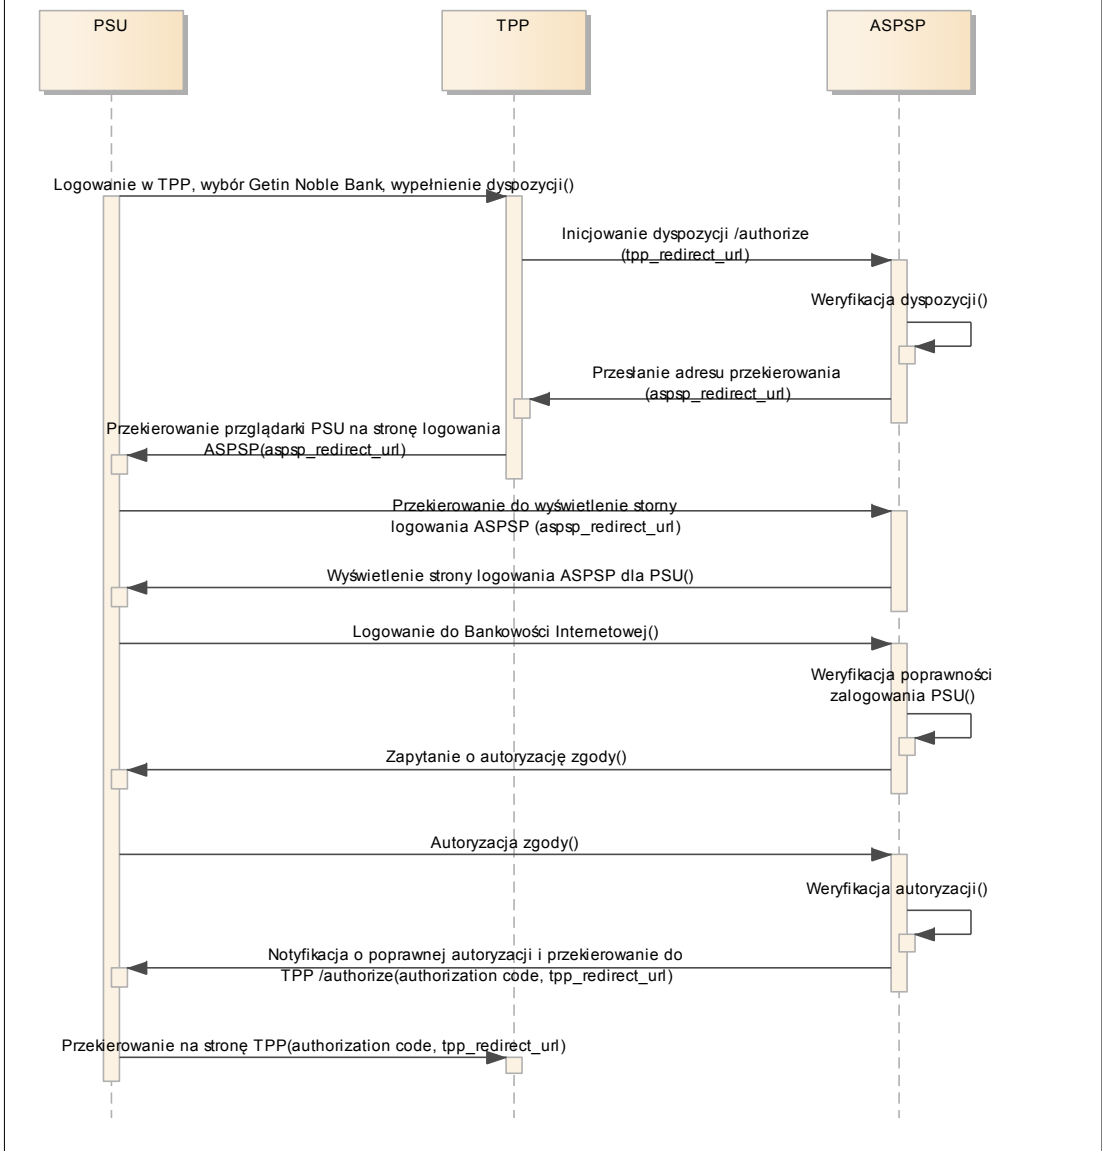 PSU
TPP
ASPSP
Logowanie w TPP, wybór Getin Noble Bank, wypełnienie dyspozycji()
Inicjowanie dyspozycji /authorize
(tpp_redirect_url)
Weryfikacja dyspozycji()
Przesłanie adresu przekierowania
(aspsp_redirect_url)
Przekierowanie przglądarki PSU na stronę logowania
ASPSP(aspsp_redirect_url)
Przekierowanie do wyświetlenie storny
logowania ASPSP (aspsp_redirect_url)
Wyświetlenie strony logowania ASPSP dla PSU()
Logowanie do Bankowości Internetowej()
Weryfikacja poprawności
zalogowania PSU()
Zapytanie o autoryzację zgody()
Autoryzacja zgody()
Weryfikacja autoryzacji()
Notyfikacja o poprawnej autoryzacji i przekierowanie do
TPP /authorize(authorization code, tpp_redirect_url)
Przekierowanie na stronę TPP(authorization code, tpp_redirect_url)